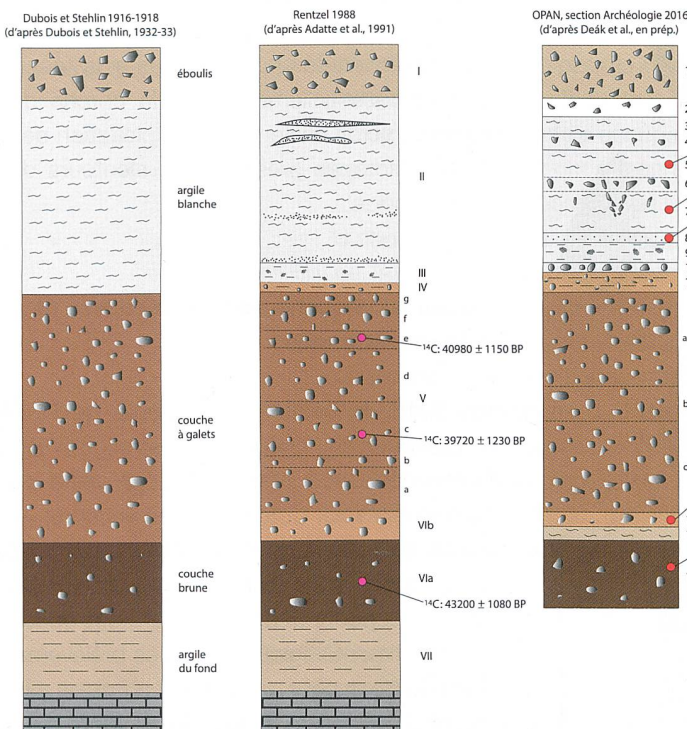 Dubois et Stehlin 1916-1918
(d'après Dubois et Stehlin, 1932-33)
éboulis
argile
blanche
couche
à galets
couche
brune
argile
du fond
Rentzel 1988
(d'après Adatte et al., 1991)
I
II
III
IV
g
f
e
d
V
c
b
a
VIb
VIa
VII
¹⁴C: 40980 ± 1150 BP
¹⁴C: 39720 ± 1230 BP
¹⁴C: 43200 ± 1080 BP
OPAN, section Archéologie 2016
(d'après Deák et al., en prép.)
a
b